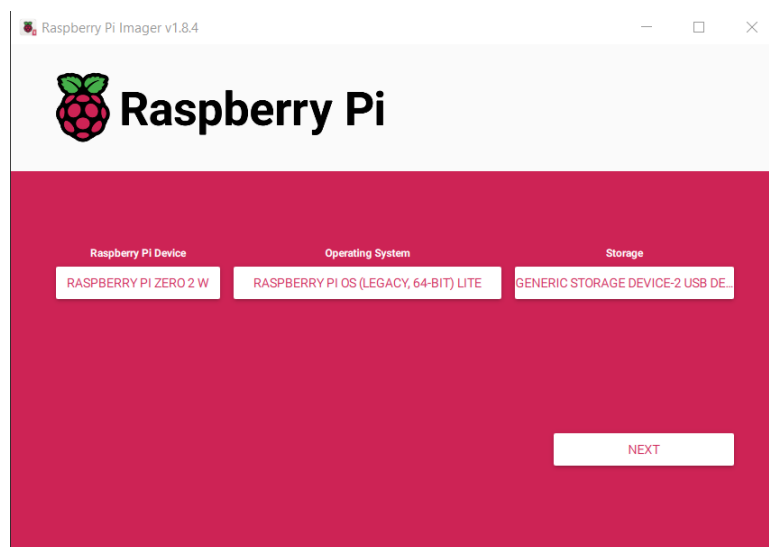 Raspberry Pi Imager v1.8.4
Raspberry Pi
Raspberry Pi Device
Operating System
Storage
RASPBERRY PI ZERO 2 W
RASPBERRY PI OS (LEGACY, 64-BIT) LITE
GENERIC STORAGE DEVICE-2 USB DE...
NEXT